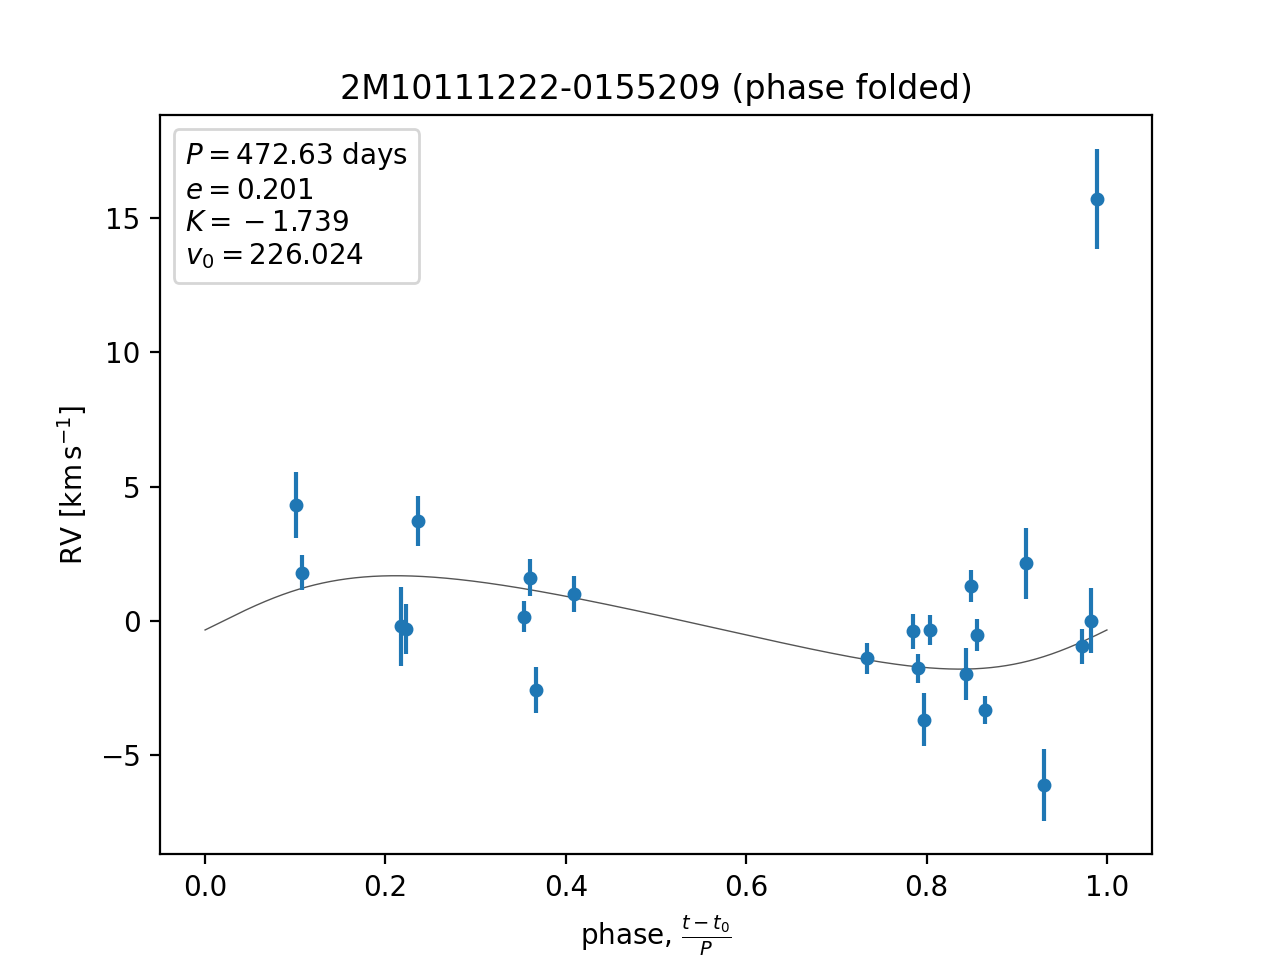 2M10111222-0155209 (phase folded)
P = 472.63 days
e = 0.201
K = −1.739
v₀ = 226.024
15
10
5
0
−5
RV [km s⁻¹]
0.0 0.2 0.4 0.6 0.8 1.0
phase, (t − t₀)/P